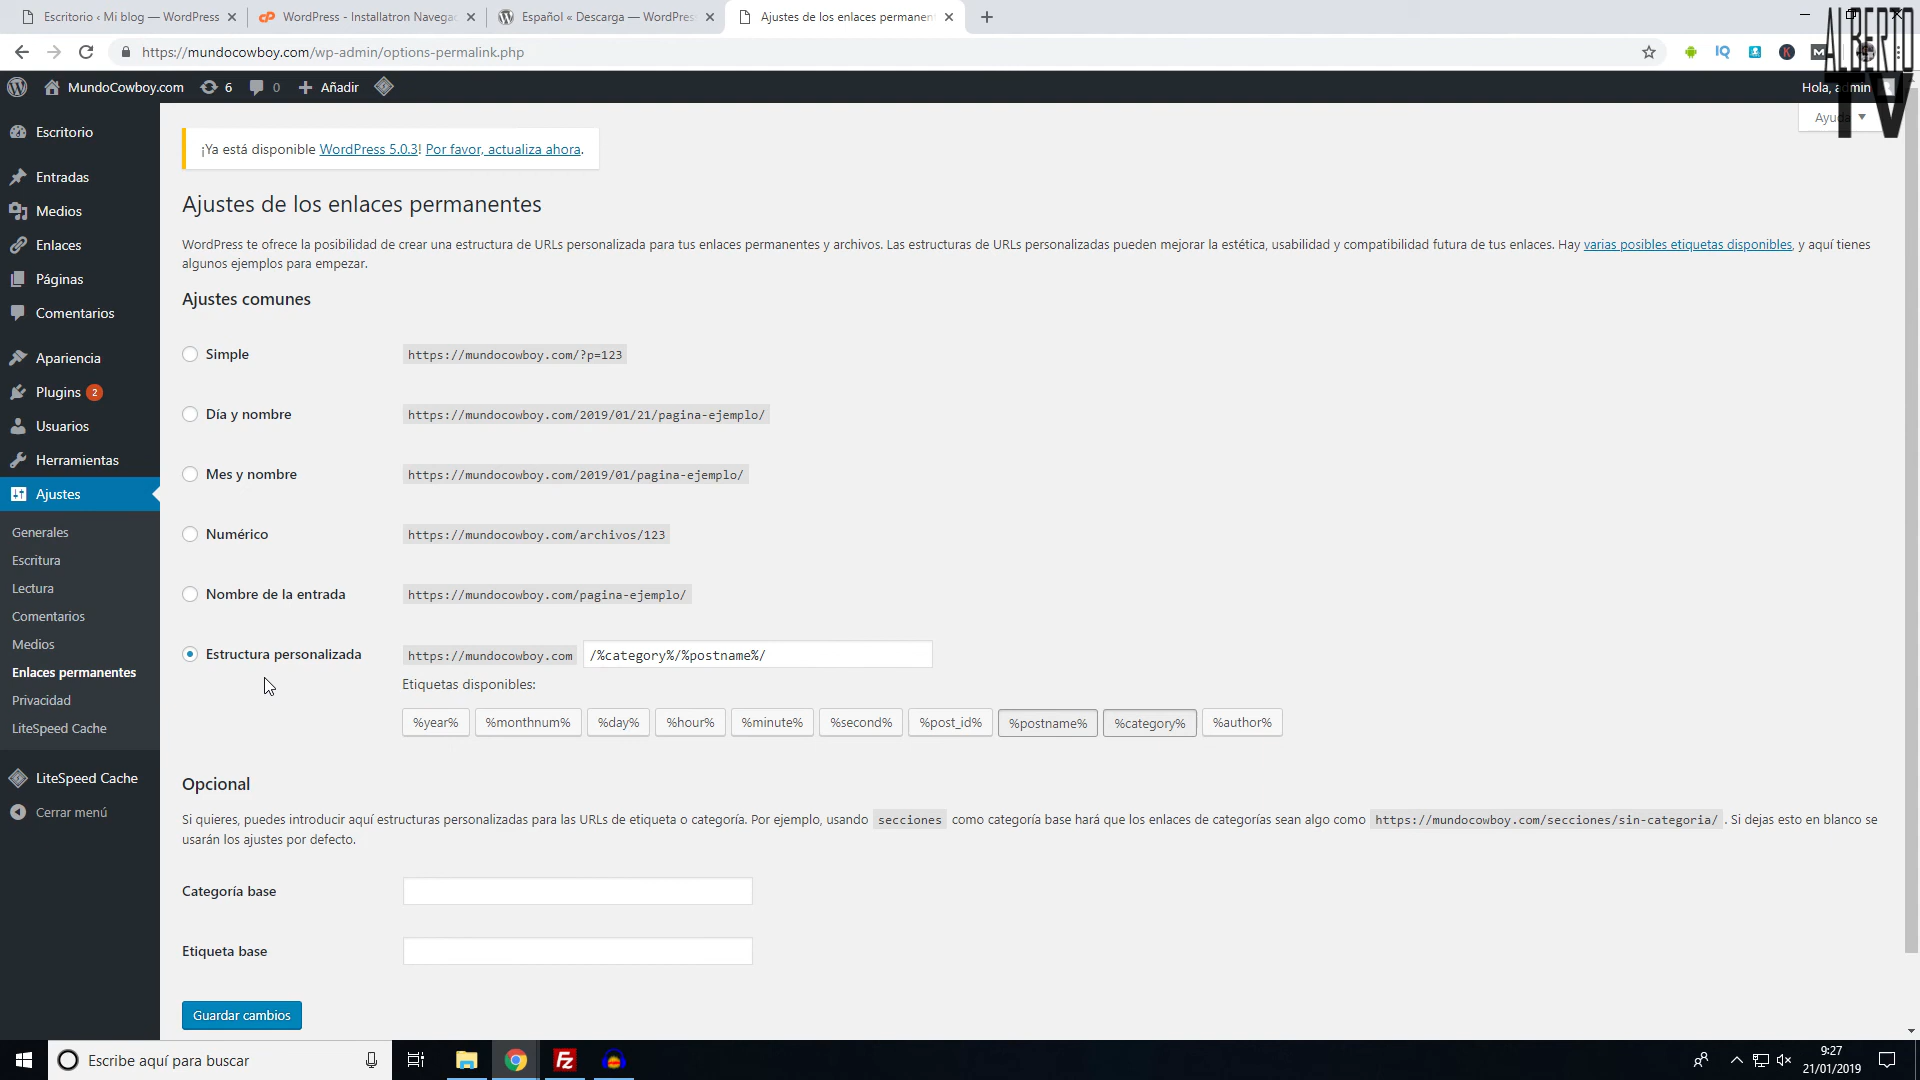 Escritorio ‹ Mi blog — WordPress
WordPress - Installatron Navegac
Español « Descarga — WordPres
Ajustes de los enlaces permanent
https://mundocowboy.com/wp-admin/options-permalink.php
ALBERTO
TV
MundoCowboy.com
6
0
Añadir
Hola, admin
Ayuda
Escritorio
Entradas
Medios
Enlaces
Páginas
Comentarios
Apariencia
Plugins 2
Usuarios
Herramientas
Ajustes
Generales
Escritura
Lectura
Comentarios
Medios
Enlaces permanentes
Privacidad
LiteSpeed Cache
LiteSpeed Cache
Cerrar menú
¡Ya está disponible WordPress 5.0.3! Por favor, actualiza ahora.
Ajustes de los enlaces permanentes
WordPress te ofrece la posibilidad de crear una estructura de URLs personalizada para tus enlaces permanentes y archivos. Las estructuras de URLs personalizadas pueden mejorar la estética, usabilidad y compatibilidad futura de tus enlaces. Hay varias posibles etiquetas disponibles, y aquí tienes
algunos ejemplos para empezar.
Ajustes comunes
Simple https://mundocowboy.com/?p=123
Día y nombre https://mundocowboy.com/2019/01/21/pagina-ejemplo/
Mes y nombre https://mundocowboy.com/2019/01/pagina-ejemplo/
Numérico https://mundocowboy.com/archivos/123
Nombre de la entrada https://mundocowboy.com/pagina-ejemplo/
Estructura personalizada https://mundocowboy.com /%category%/%postname%/
Etiquetas disponibles:
%year% %monthnum% %day% %hour% %minute% %second% %post_id% %postname% %category% %author%
Opcional
Si quieres, puedes introducir aquí estructuras personalizadas para las URLs de etiqueta o categoría. Por ejemplo, usando secciones como categoría base hará que los enlaces de categorías sean algo como https://mundocowboy.com/secciones/sin-categoria/ . Si dejas esto en blanco se
usarán los ajustes por defecto.
Categoría base
Etiqueta base
Guardar cambios
Escribe aquí para buscar
9:27
21/01/2019